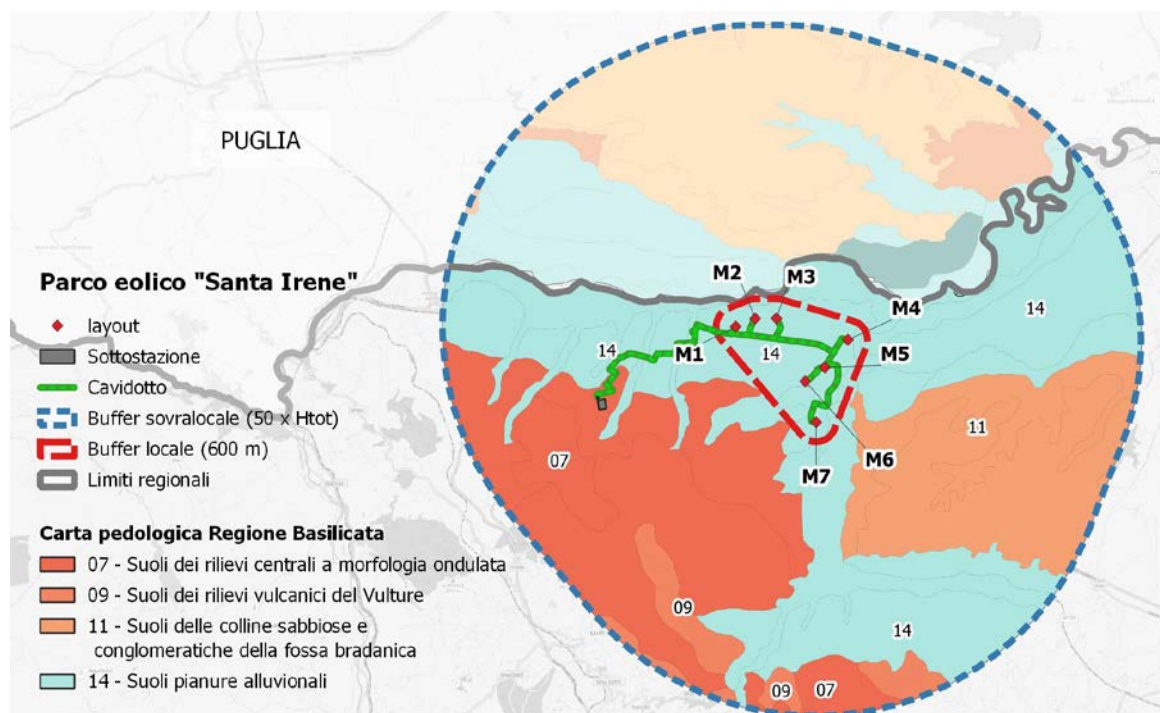 PUGLIA
Parco eolico "Santa Irene"
layout
Sottostazione
Cavidotto
Buffer sovralocale (50 x Htot)
Buffer locale (600 m)
Limiti regionali
Carta pedologica Regione Basilicata
07 - Suoli dei rilievi centrali a morfologia ondulata
09 - Suoli dei rilievi vulcanici del Vulture
11 - Suoli delle colline sabbiose e
conglomeratiche della fossa bradanica
14 - Suoli pianure alluvionali
M2
M3
M4
14
M1
14
14
M5
11
07
M6
M7
09
14
09
07